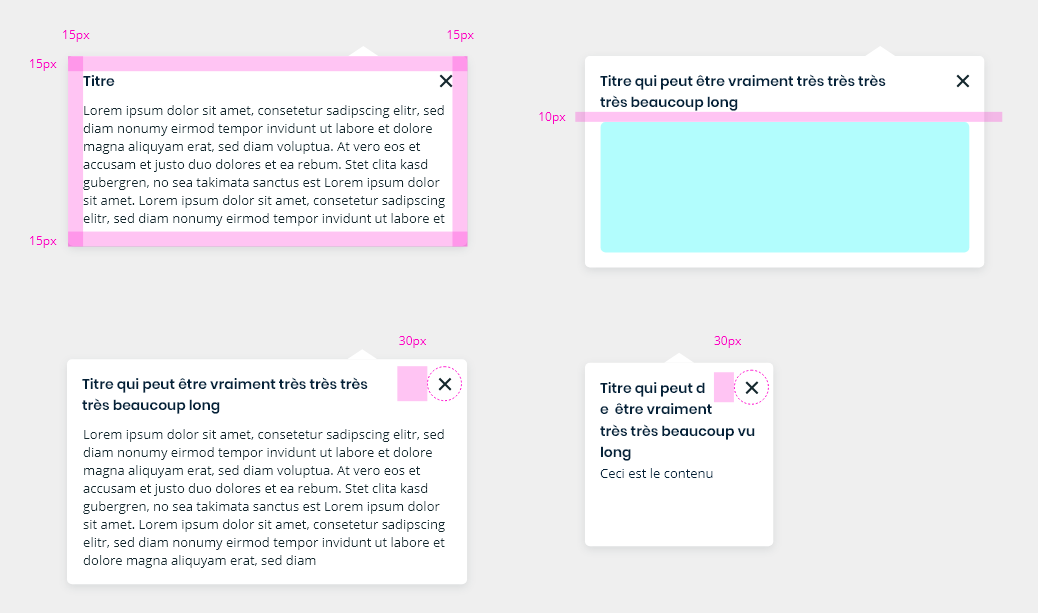 15px
15px
15px
Titre
Lorem ipsum dolor sit amet, consetetur sadipscing elitr, sed
diam nonumy eirmod tempor invidunt ut labore et dolore
magna aliquyam erat, sed diam voluptua. At vero eos et
accusam et justo duo dolores et ea rebum. Stet clita kasd
gubergren, no sea takimata sanctus est Lorem ipsum dolor
sit amet. Lorem ipsum dolor sit amet, consetetur sadipscing
elitr, sed diam nonumy eirmod tempor invidunt ut labore et
15px
Titre qui peut être vraiment très très très
très beaucoup long
10px
30px
Titre qui peut être vraiment très très très
très beaucoup long
Lorem ipsum dolor sit amet, consetetur sadipscing elitr, sed
diam nonumy eirmod tempor invidunt ut labore et dolore
magna aliquyam erat, sed diam voluptua. At vero eos et
accusam et justo duo dolores et ea rebum. Stet clita kasd
gubergren, no sea takimata sanctus est Lorem ipsum dolor
sit amet. Lorem ipsum dolor sit amet, consetetur sadipscing
elitr, sed diam nonumy eirmod tempor invidunt ut labore et
dolore magna aliquyam erat, sed diam
30px
Titre qui peut d
e être vraiment
très très beaucoup vu
long
Ceci est le contenu